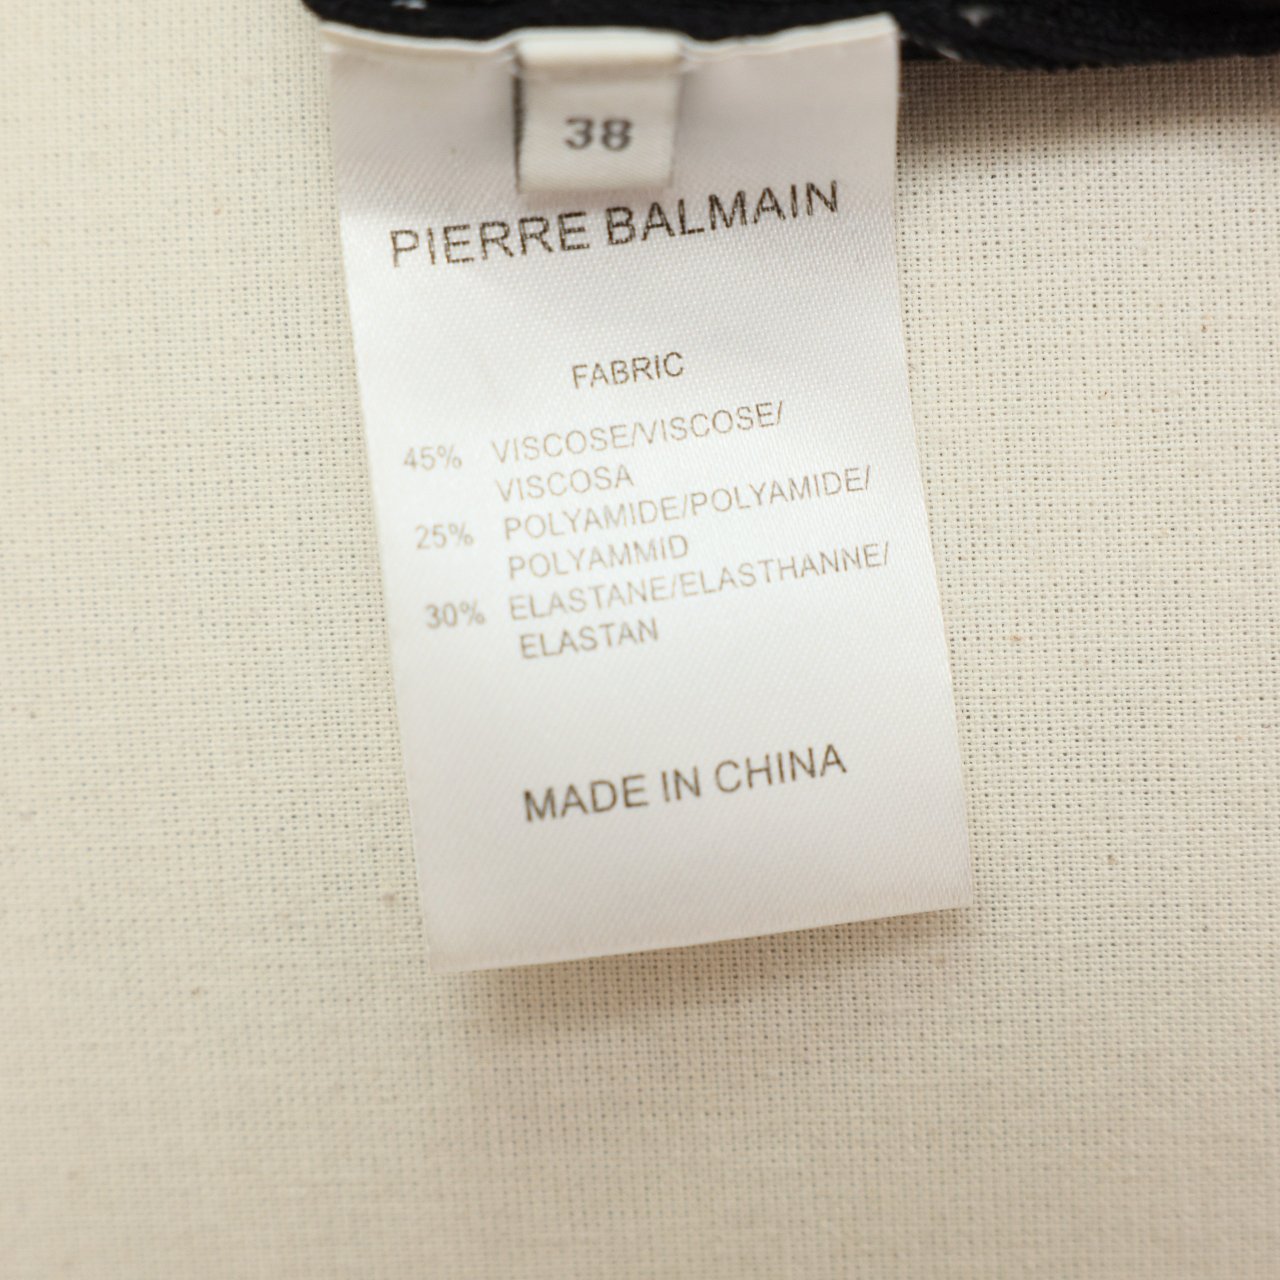 38
PIERRE BALMAIN
FABRIC
45% VISCOSE/VISCOSE/
VISCOSA
25% POLYAMIDE/POLYAMIDE/
POLYAMMID
30% ELASTANE/ELASTHANNE/
ELASTAN
MADE IN CHINA